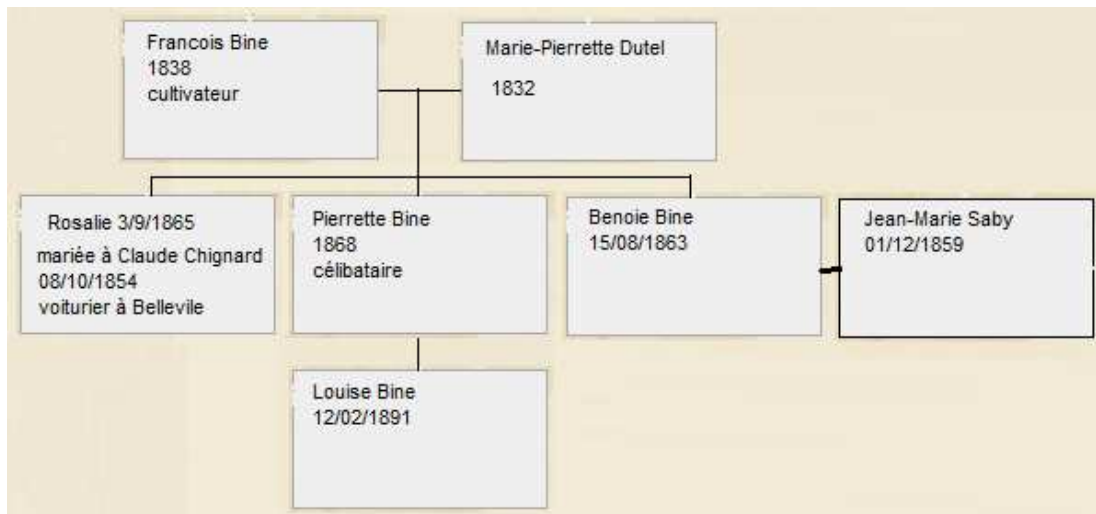 Francois Bine
1838
cultivateur
Marie-Pierrette Dutel
1832
Rosalie 3/9/1865
mariée à Claude Chignard
08/10/1854
voiturier à Bellevile
Pierrette Bine
1868
célibataire
Benoie Bine
15/08/1863
Jean-Marie Saby
01/12/1859
Louise Bine
12/02/1891